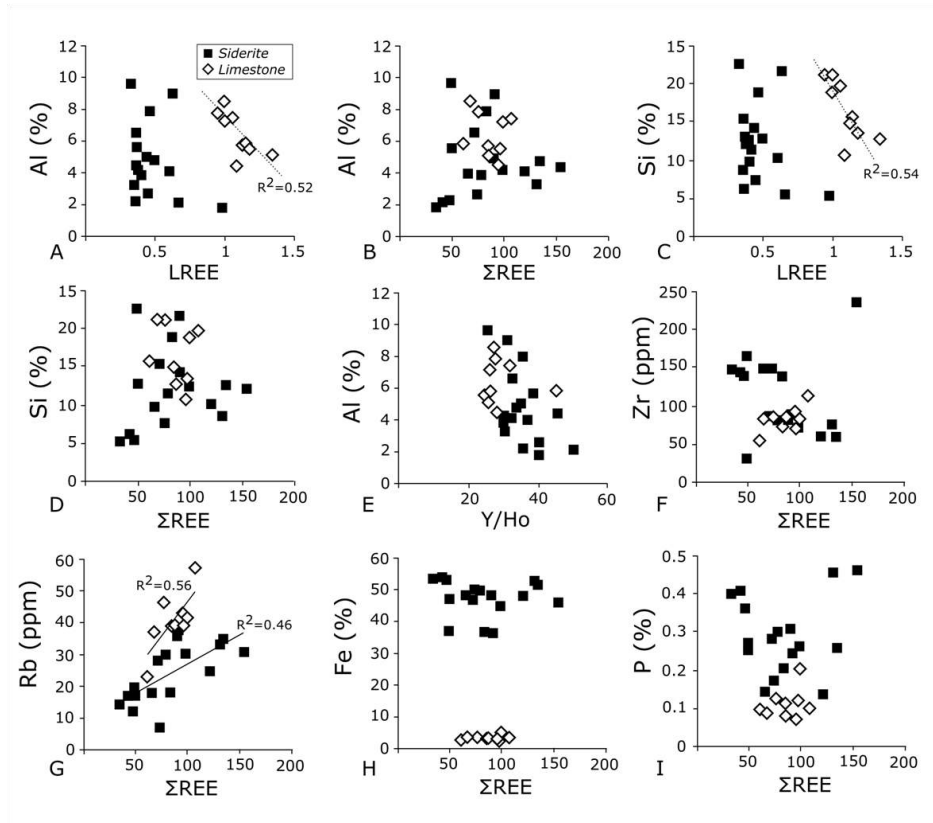 12
10
8
6
4
2
0
Al (%)
■ Siderite
◇ Limestone
R²=0.52
0 0.5 1 1.5
A
LREE
12
10
8
6
4
2
0
Al (%)
0 50 100 150 200
B
ΣREE
15
20
15
10
5
0
Si (%)
R²=0.54
0 0.5 1 1.5
C
LREE
15
20
15
10
5
0
Si (%)
0 50 100 150 200
D
ΣREE
12
10
8
6
4
2
0
Al (%)
0 20 40 60
E
Y/Ho
250
200
150
100
50
0
Zr (ppm)
0 50 100 150 200
F
ΣREE
60
50
40
30
20
10
0
Rb (ppm)
R²=0.56
R²=0.46
0 50 100 150 200
G
ΣREE
60
50
40
30
20
10
0
Fe (%)
0 50 100 150 200
H
ΣREE
0.5
0.4
0.3
0.2
0.1
0
P (%)
0 50 100 150 200
I
ΣREE